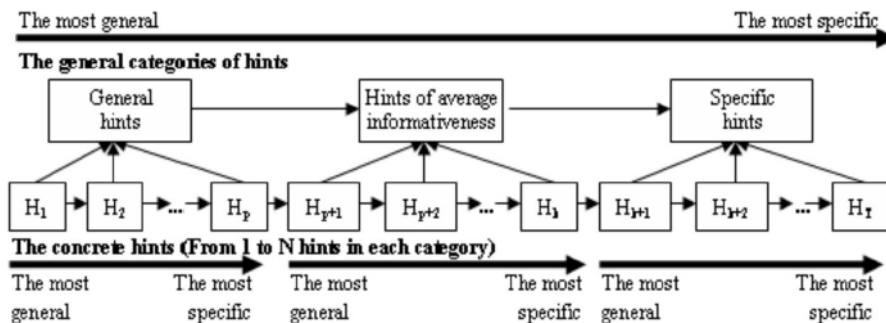 The most general The most specific
The general categories of hints
General hints
Hints of average informativeness
Specific hints
H1 H2 ... Hp Hp+1 Hp+2 ... Hk Hk+1 Hk+2 ... HT
The concrete hints (From 1 to N hints in each category)
The most general
The most specific
The most general
The most specific
The most general
The most specific